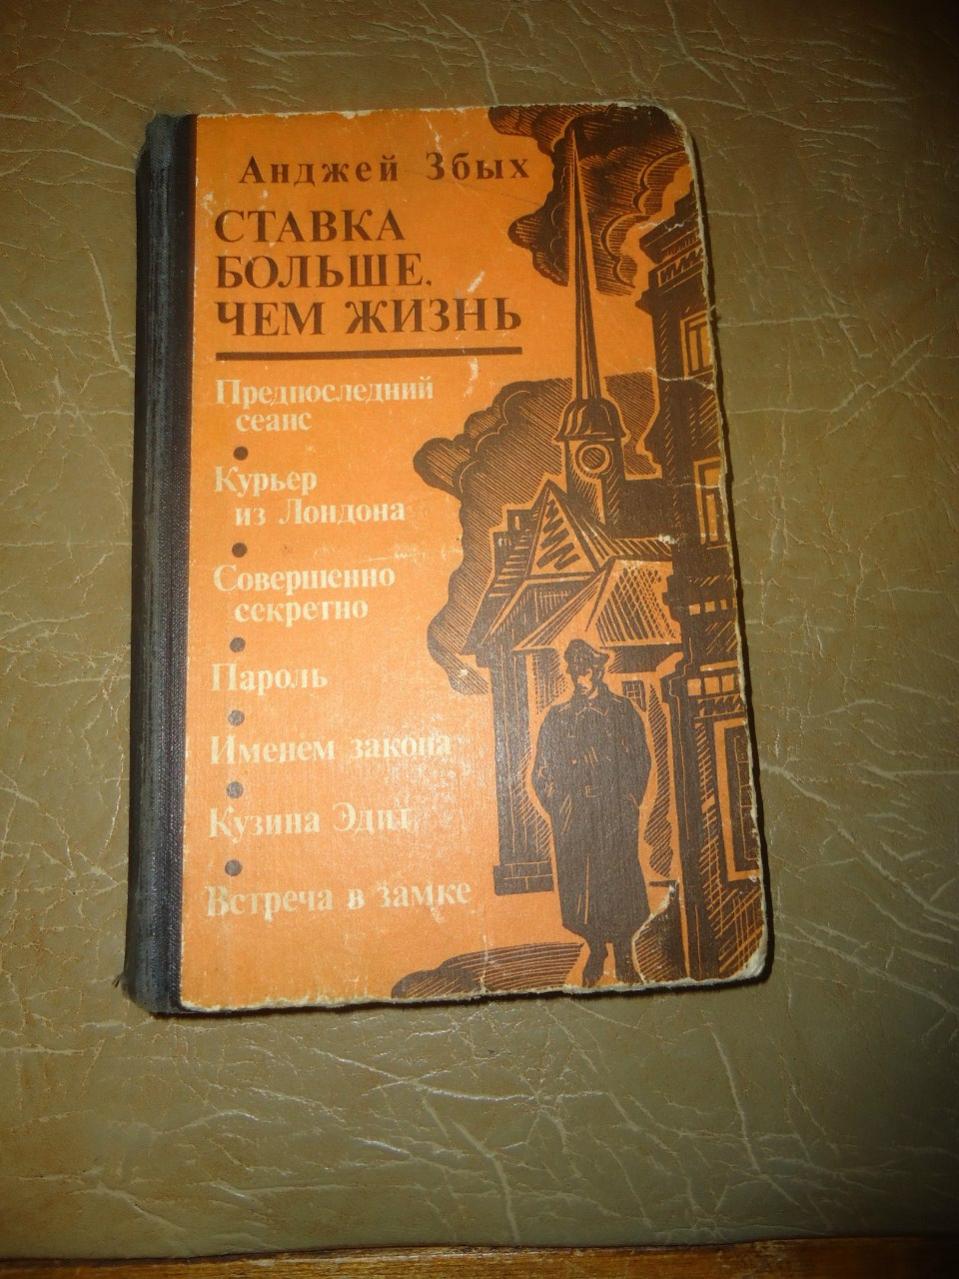 Анджей Збых
СТАВКА
БОЛЬШЕ,
ЧЕМ ЖИЗНЬ
Предпоследний
сеанс
Курьер
из Лондона
Совершенно
секретно
Пароль
Именем закона
Кузина Эдит
Встреча в замке